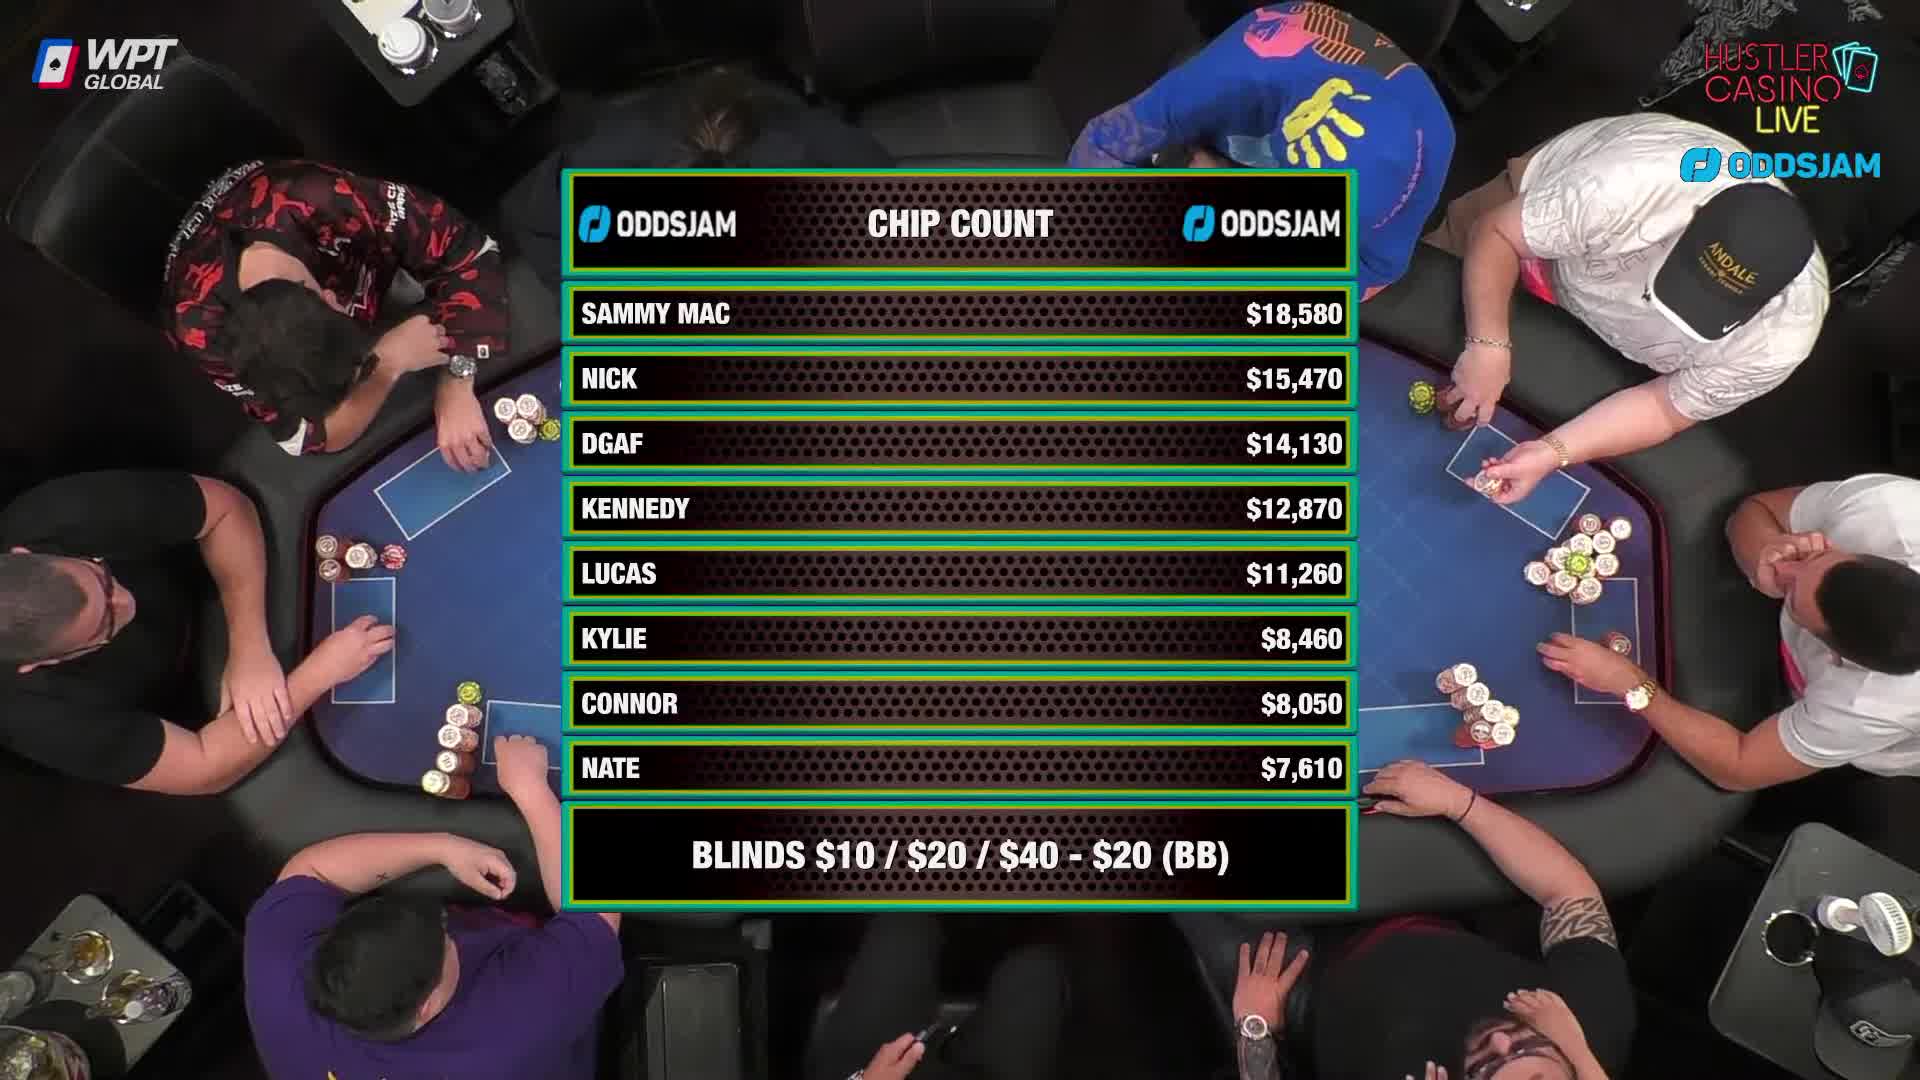 WPT
GLOBAL
HUSTLER
CASINO
LIVE
ODDSJAM
ODDSJAM CHIP COUNT ODDSJAM
SAMMY MAC $18,580
NICK $15,470
DGAF $14,130
KENNEDY $12,870
LUCAS $11,260
KYLIE $8,460
CONNOR $8,050
NATE $7,610
BLINDS $10 / $20 / $40 - $20 (BB)
ANDALE